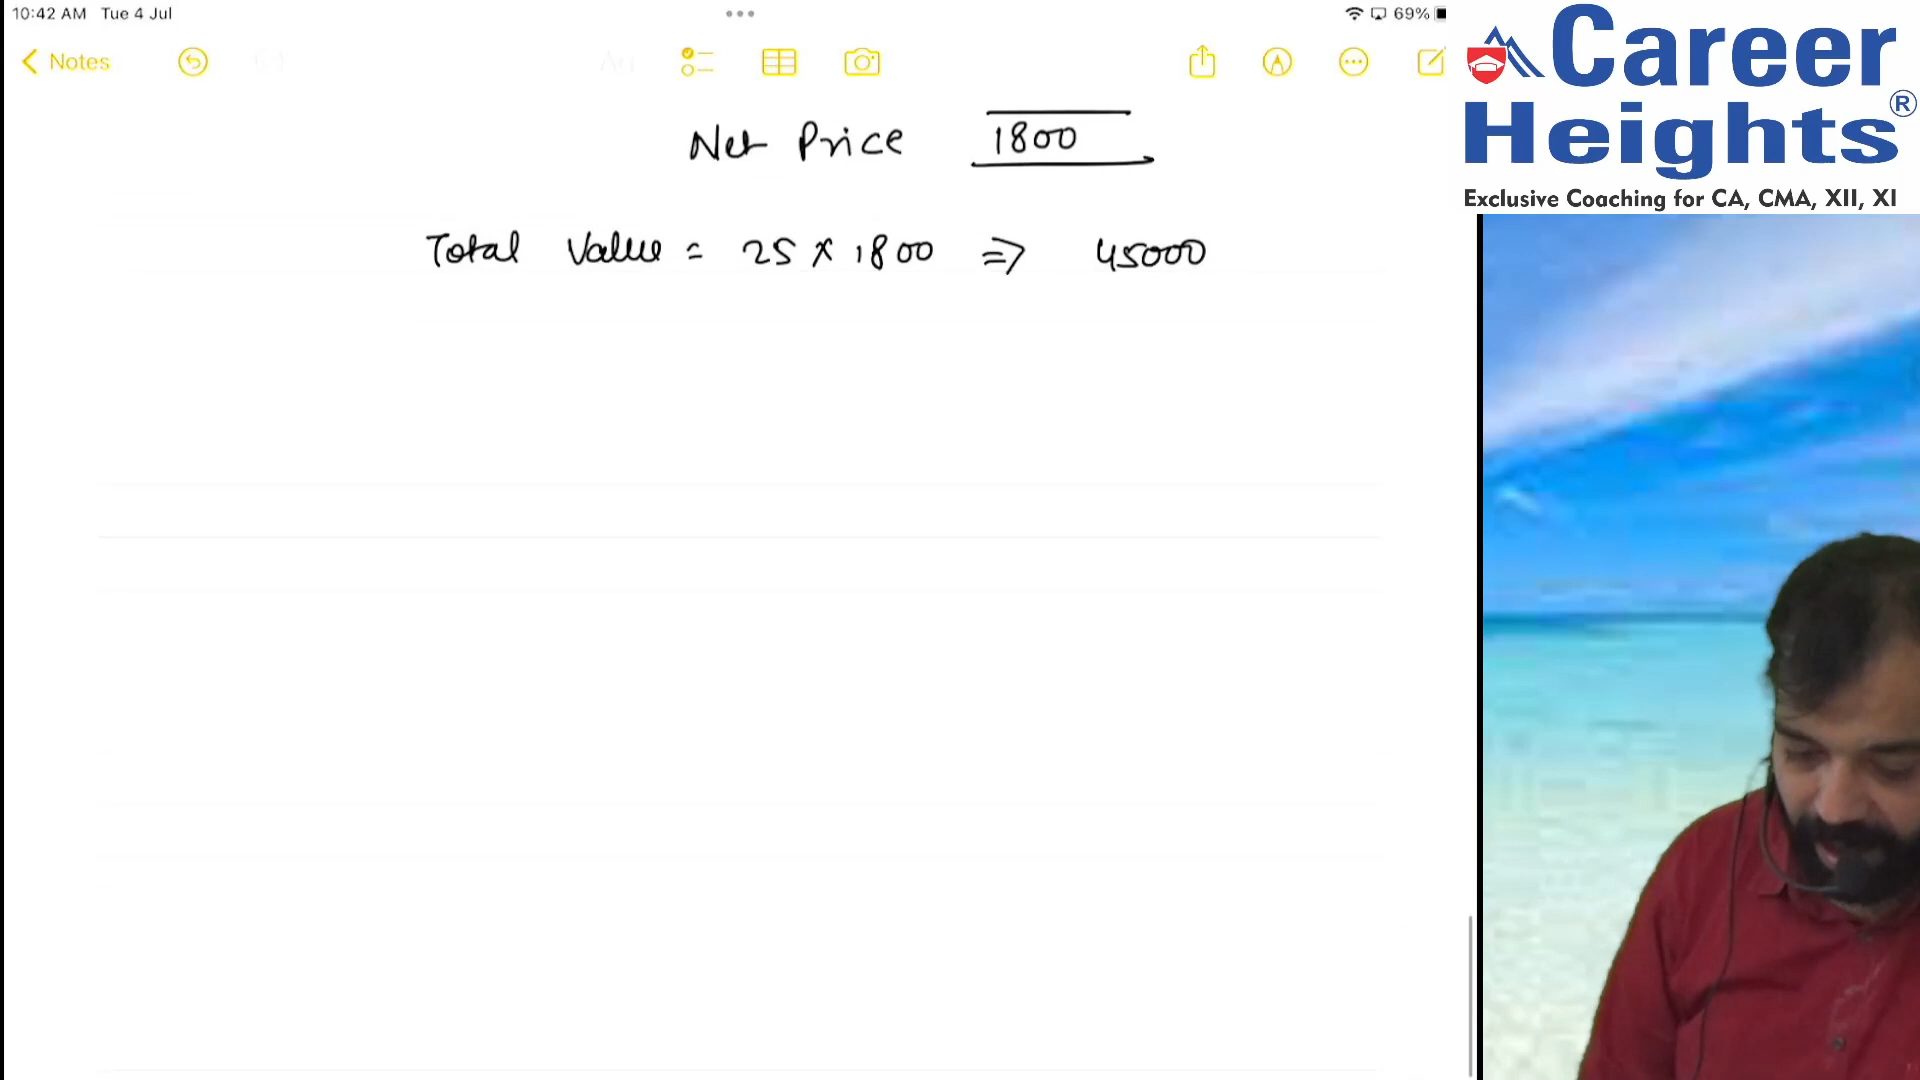 10:42 AM Tue 4 Jul
69%
Notes
Career
Heights®
Exclusive Coaching for CA, CMA, XII, XI
Net Price 1800
Total Value = 25 × 1800 => 45000